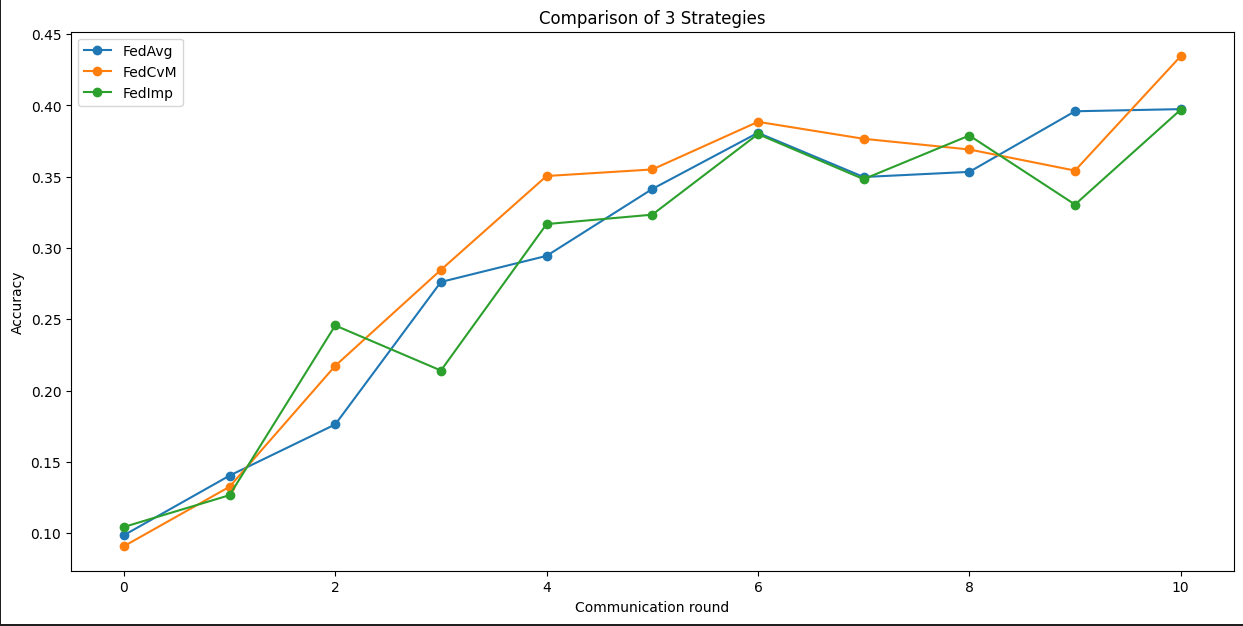 Comparison of 3 Strategies
FedAvg
FedCvM
FedImp
0.45
0.40
0.35
0.30
0.25
0.20
0.15
0.10
Accuracy
0 2 4 6 8 10
Communication round